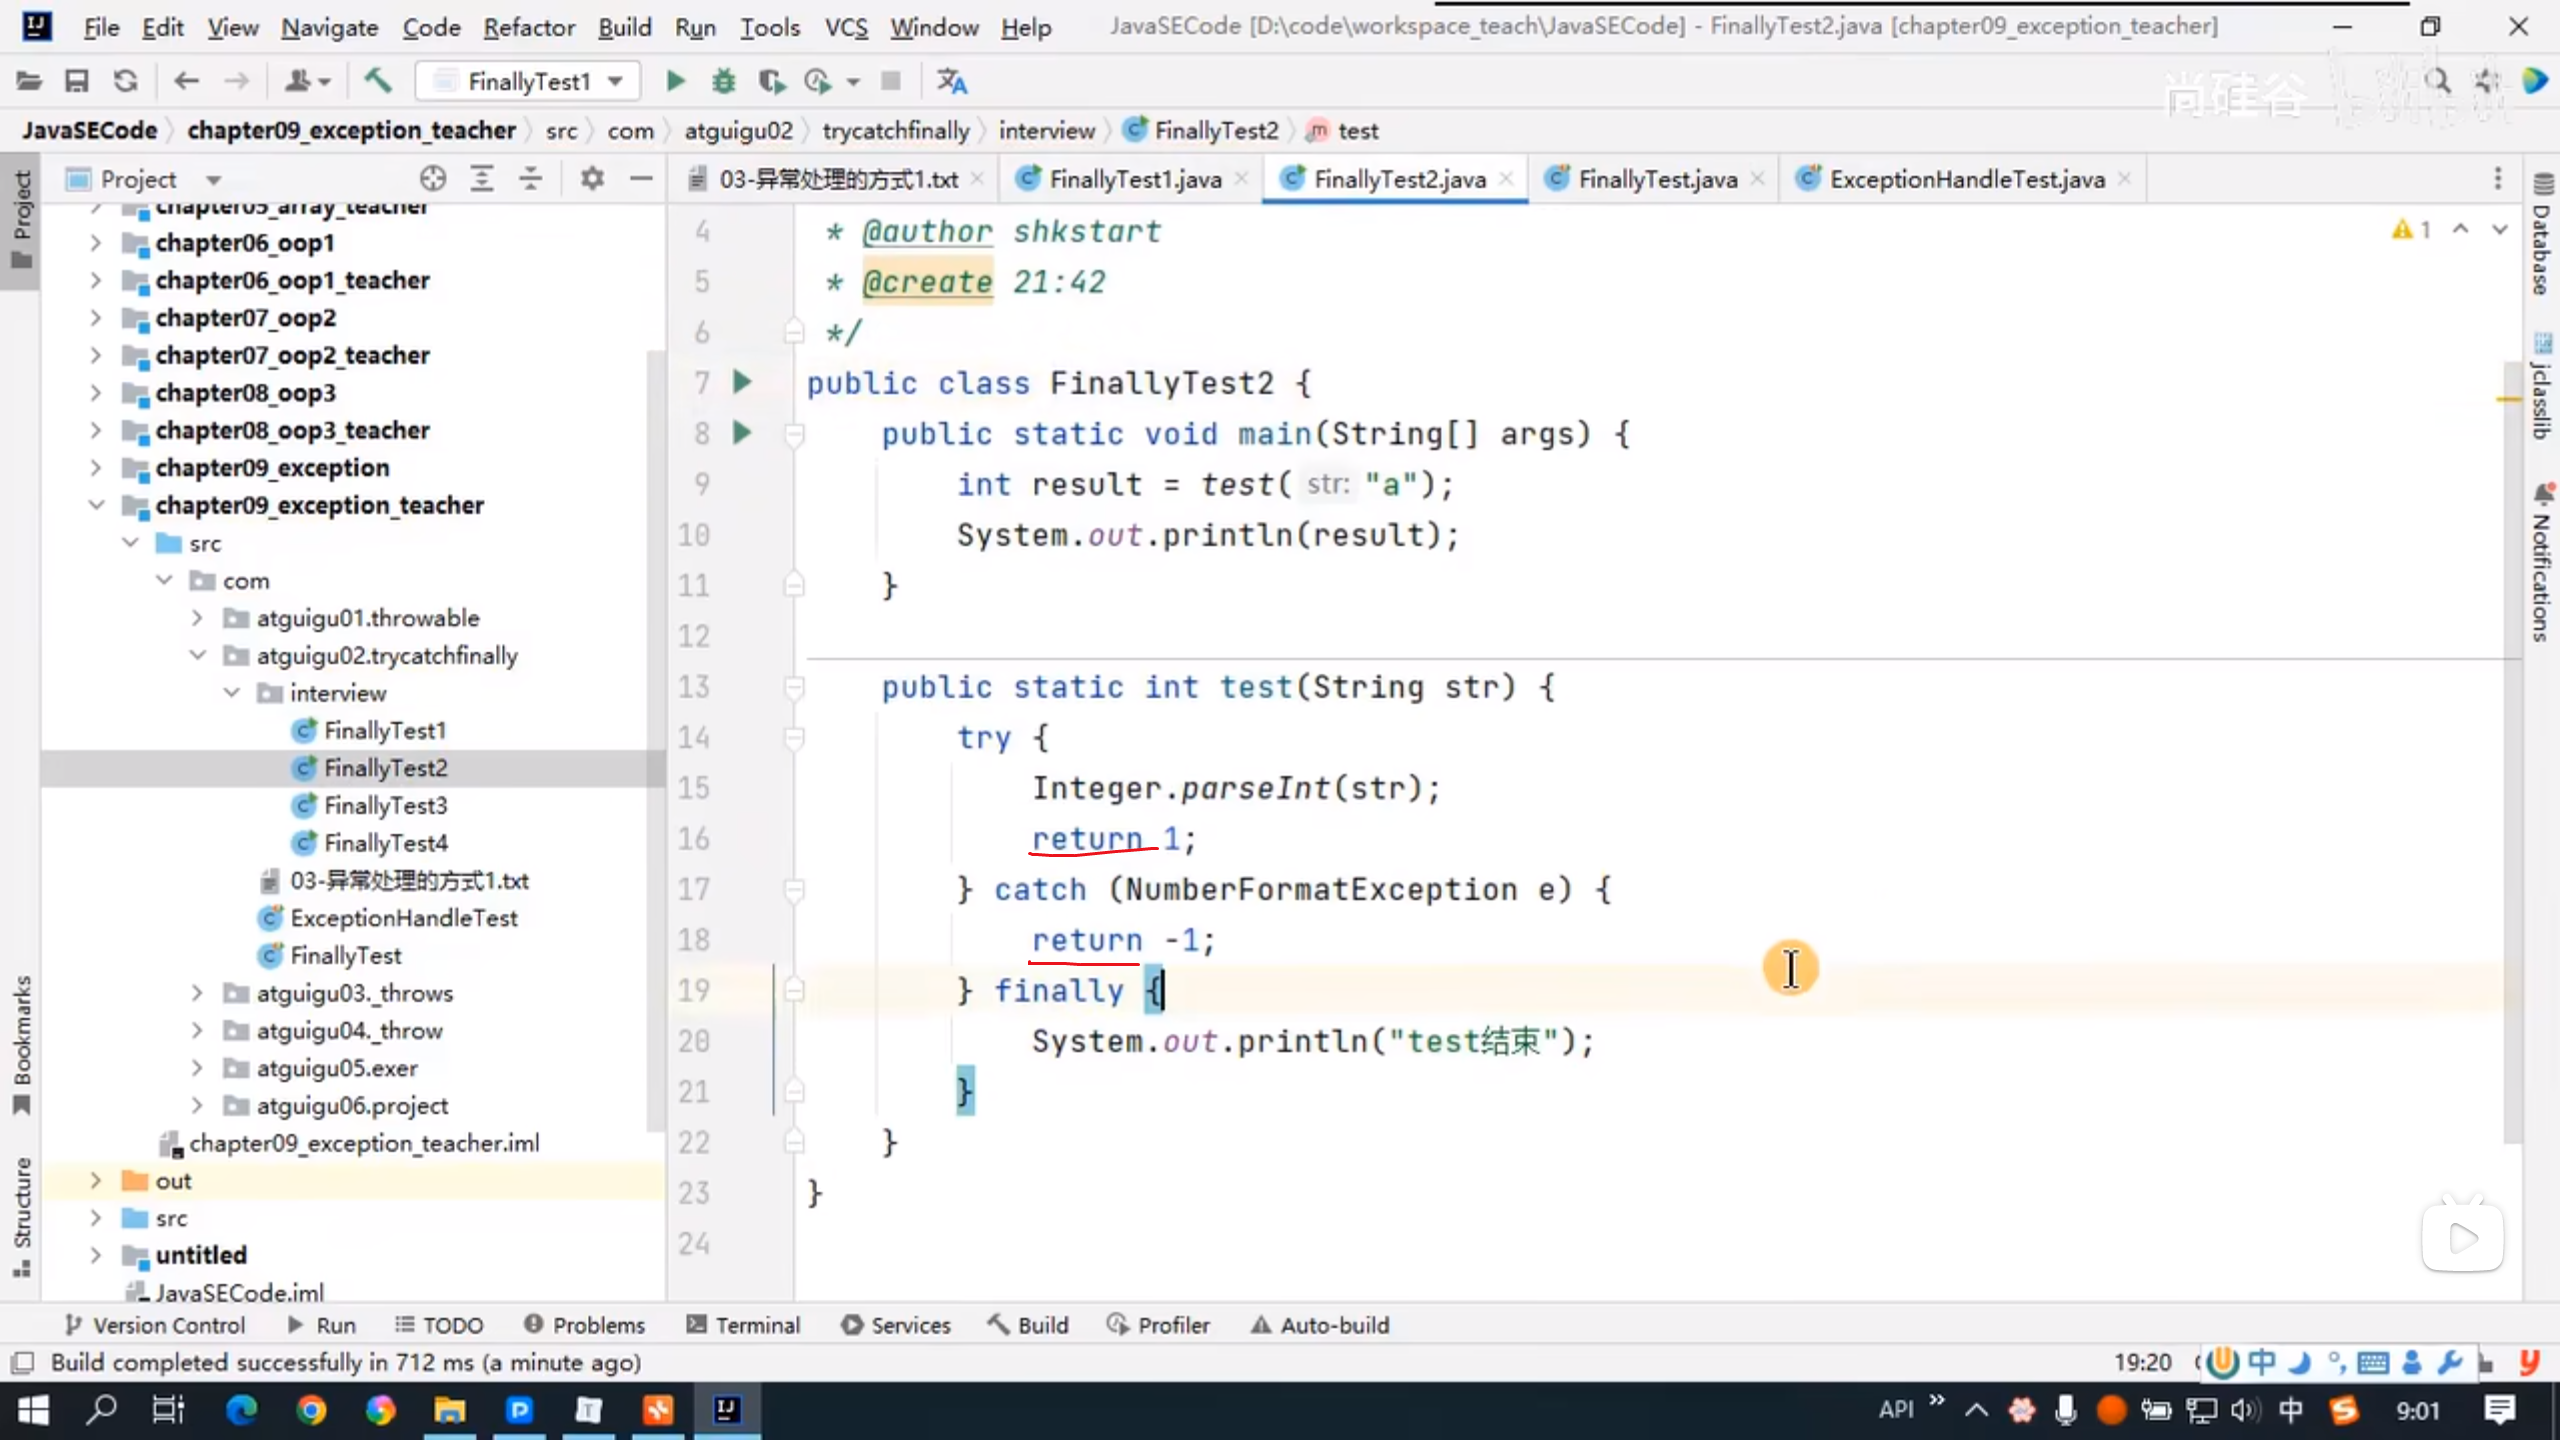 File Edit View Navigate Code Refactor Build Run Tools VCS Window Help JavaSECode [D:\code\workspace_teach\JavaSECode] - FinallyTest2.java [chapter09_exception_teacher]
FinallyTest1
尚硅谷
JavaSECode chapter09_exception_teacher src com atguigu02 trycatchfinally interview FinallyTest2 test
Project
03-异常处理的方式1.txt FinallyTest1.java FinallyTest2.java FinallyTest.java ExceptionHandleTest.java
Project
chapter05_array_teacher
chapter06_oop1
chapter06_oop1_teacher
chapter07_oop2
chapter07_oop2_teacher
chapter08_oop3
chapter08_oop3_teacher
chapter09_exception
chapter09_exception_teacher
src
com
atguigu01.throwable
atguigu02.trycatchfinally
interview
FinallyTest1
FinallyTest2
FinallyTest3
FinallyTest4
03-异常处理的方式1.txt
ExceptionHandleTest
FinallyTest
atguigu03._throws
atguigu04._throw
atguigu05.exer
atguigu06.project
chapter09_exception_teacher.iml
out
src
untitled
JavaSECode.iml
Bookmarks
Structure
4 * @author shkstart
5 * @create 21:42
6 */
7 public class FinallyTest2 {
8 public static void main(String[] args) {
9 int result = test( str: "a");
10 System.out.println(result);
11 }
12
13 public static int test(String str) {
14 try {
15 Integer.parseInt(str);
16 return 1;
17 } catch (NumberFormatException e) {
18 return -1;
19 } finally {
20 System.out.println("test结束");
21 }
22 }
23 }
24
1
Database
jclasslib
Notifications
Version Control Run TODO Problems Terminal Services Build Profiler Auto-build
Build completed successfully in 712 ms (a minute ago) 19:20 中
API 中 9:01